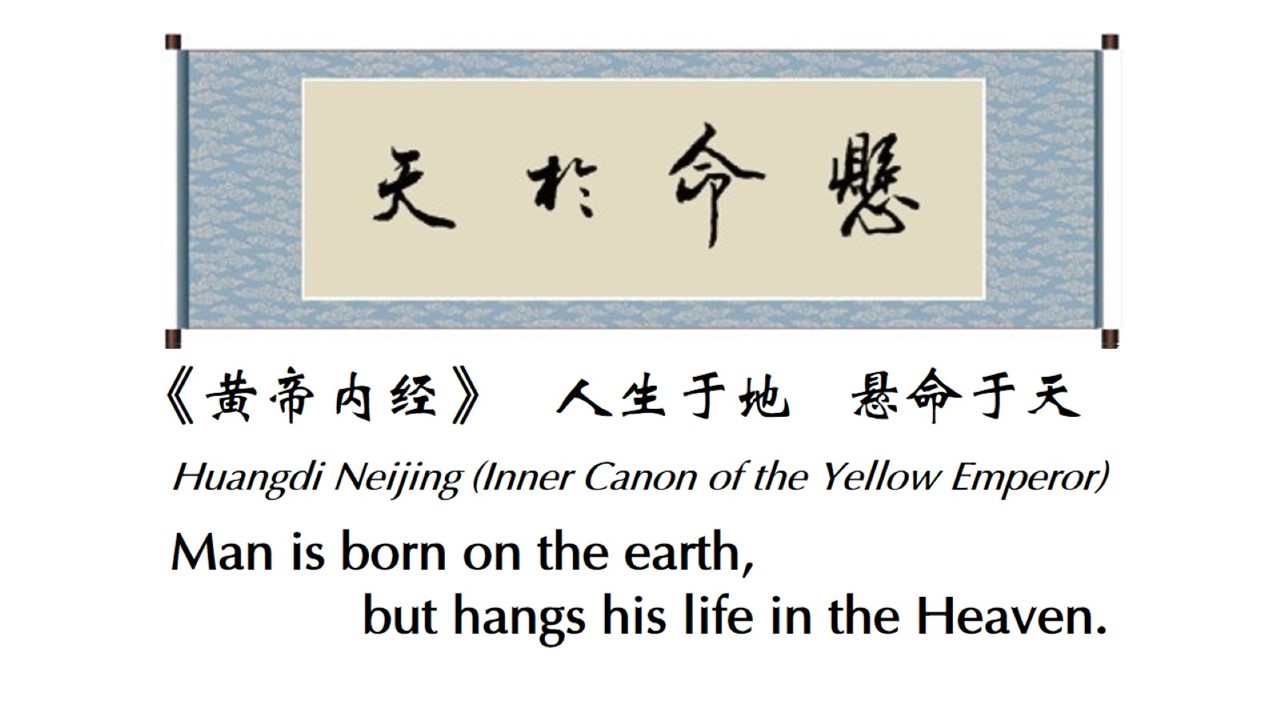 懸命於天
《黄帝内经》 人生于地 悬命于天
Huangdi Neijing (Inner Canon of the Yellow Emperor)
Man is born on the earth,
but hangs his life in the Heaven.